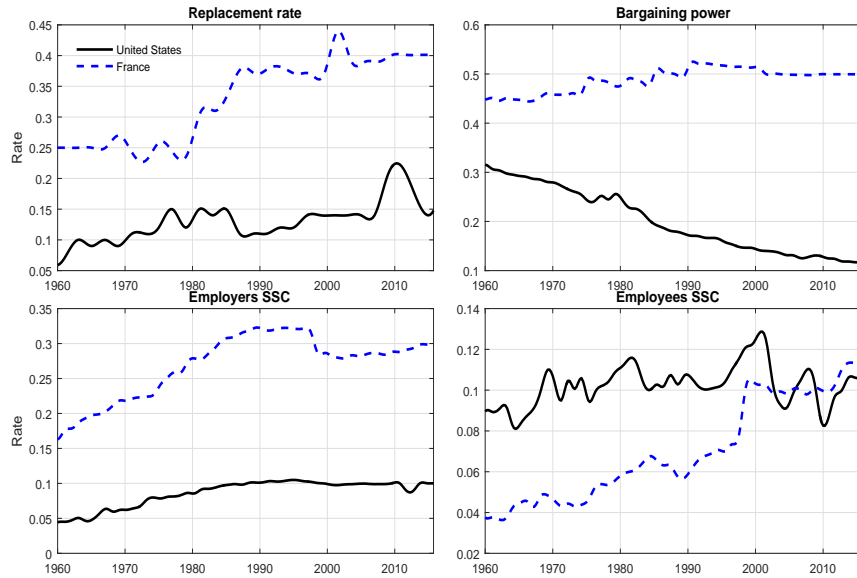 Replacement rate
0.45
0.4
0.35
0.3
0.25
0.2
0.15
0.1
0.05
Rate
United States
France
1960 1970 1980 1990 2000 2010
Bargaining power
0.6
0.5
0.4
0.3
0.2
0.1
1960 1970 1980 1990 2000 2010
Employers SSC
0.35
0.3
0.25
0.2
0.15
0.1
0.05
0
Rate
1960 1970 1980 1990 2000 2010
Employees SSC
0.14
0.12
0.1
0.08
0.06
0.04
0.02
1960 1970 1980 1990 2000 2010